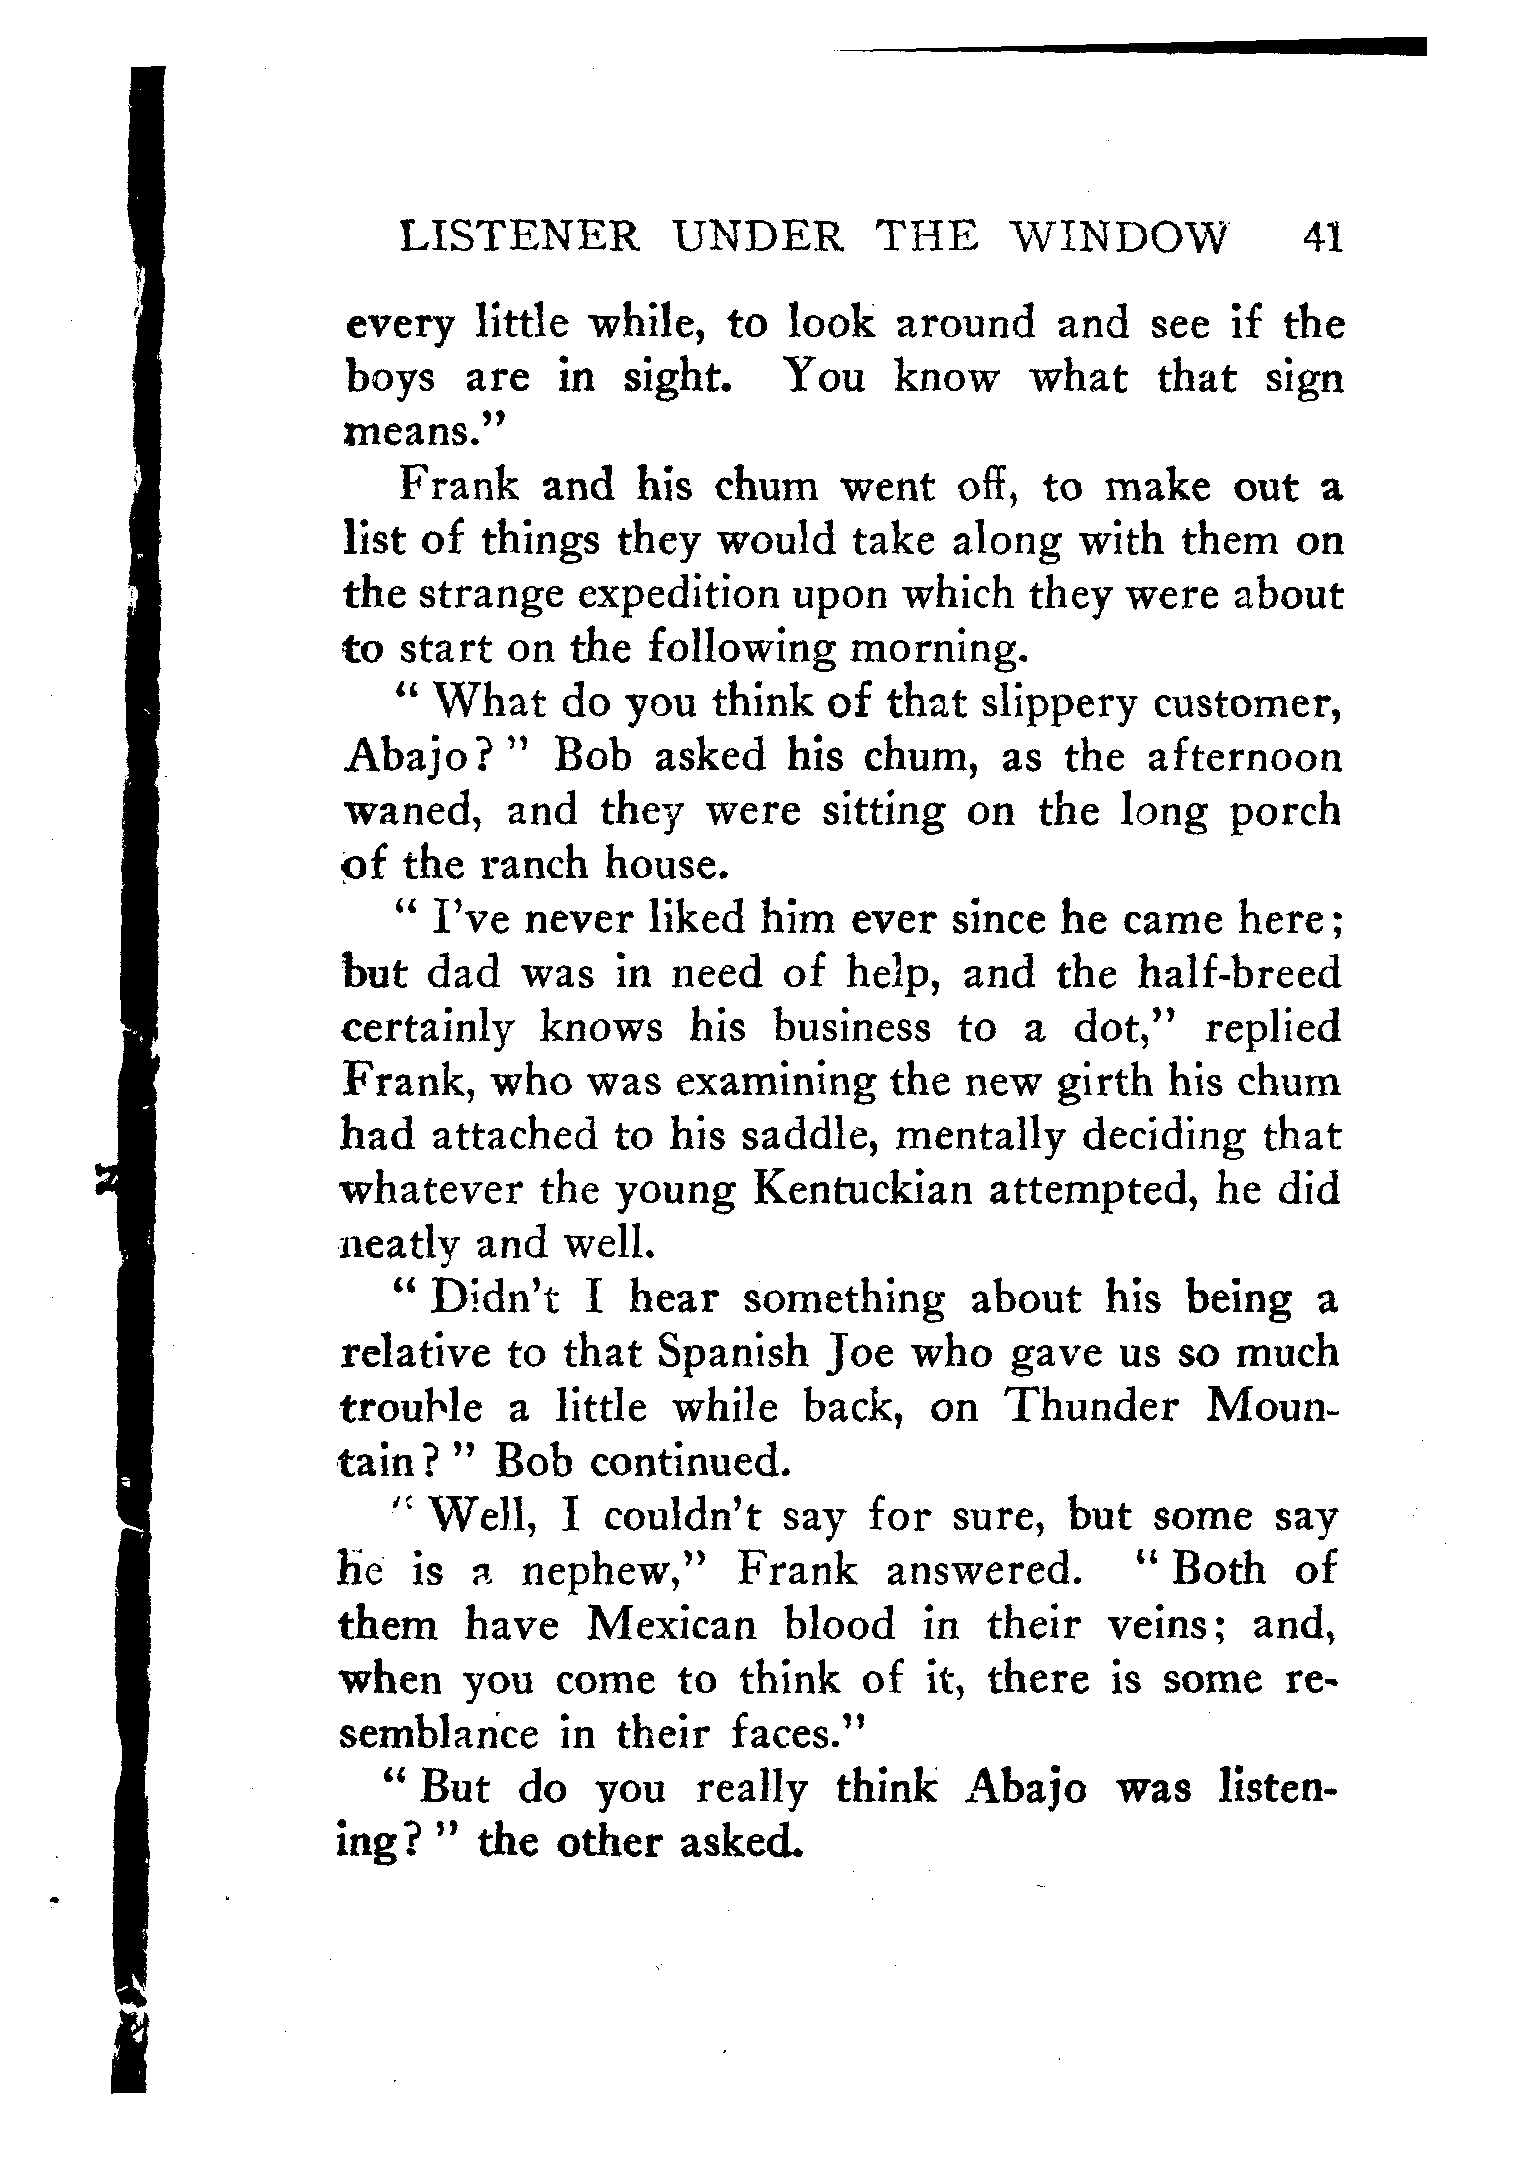 LISTENER UNDER THE WINDOW 41
every little while, to look around and see if the
boys are in sight. You know what that sign
means."
Frank and his chum went off, to make out a
list of things they would take along with them on
the strange expedition upon which they were about
to start on the following morning.
" What do you think of that slippery customer,
Abajo? " Bob asked his chum, as the afternoon
waned, and they were sitting on the long porch
of the ranch house.
" I've never liked him ever since he came here;
but dad was in need of help, and the half-breed
certainly knows his business to a dot," replied
Frank, who was examining the new girth his chum
had attached to his saddle, mentally deciding that
whatever the young Kentuckian attempted, he did
neatly and well.
" Didn't I hear something about his being a
relative to that Spanish Joe who gave us so much
trouble a little while back, on Thunder Moun-
tain? " Bob continued.
" Well, I couldn't say for sure, but some say
he is a nephew," Frank answered. " Both of
them have Mexican blood in their veins; and,
when you come to think of it, there is some re-
semblance in their faces."
" But do you really think Abajo was listen-
ing? " the other asked.